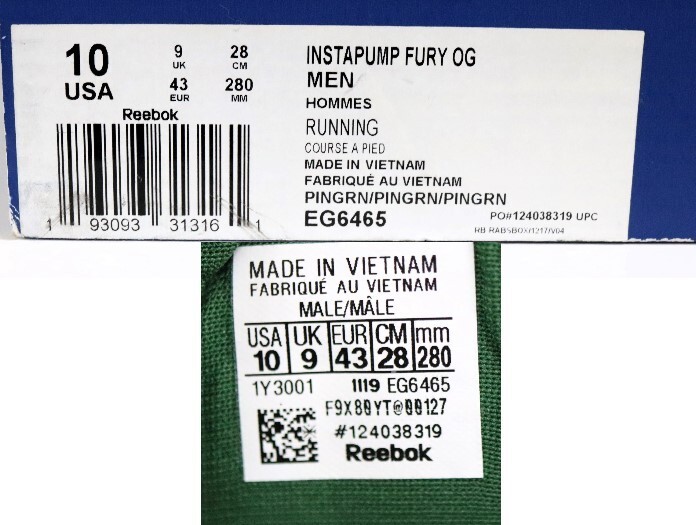 10 USA
9 UK
28 CM
43 EUR
280 MM
Reebok
1 93093 31316 1
INSTAPUMP FURY OG
MEN
HOMMES
RUNNING
COURSE A PIED
MADE IN VIETNAM
FABRIQUÉ AU VIETNAM
PINGRN/PINGRN/PINGRN
EG6465
PO#124038319 UPC
MADE IN VIETNAM
FABRIQUÉ AU VIETNAM
MALE/MÂLE
USA UK EUR CM mm
10 9 43 28 280
1Y3001 1119 EG6465
F9X80YT@00127
#124038319
Reebok